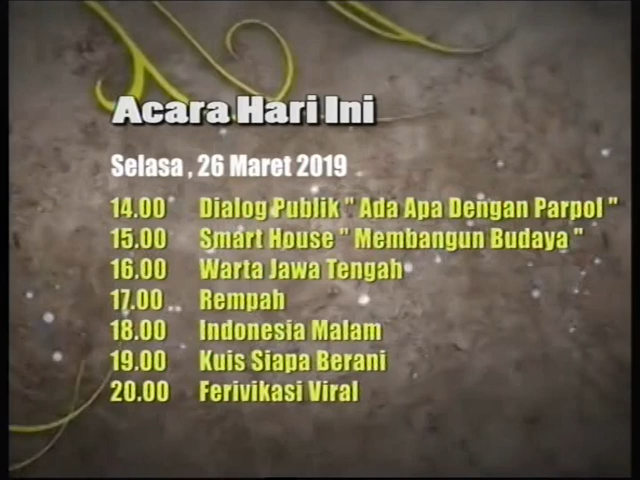 Acara Hari Ini
Selasa , 26 Maret 2019
14.00 Dialog Publik " Ada Apa Dengan Parpol "
15.00 Smart House " Membangun Budaya "
16.00 Warta Jawa Tengah
17.00 Rempah
18.00 Indonesia Malam
19.00 Kuis Siapa Berani
20.00 Ferivikasi Viral